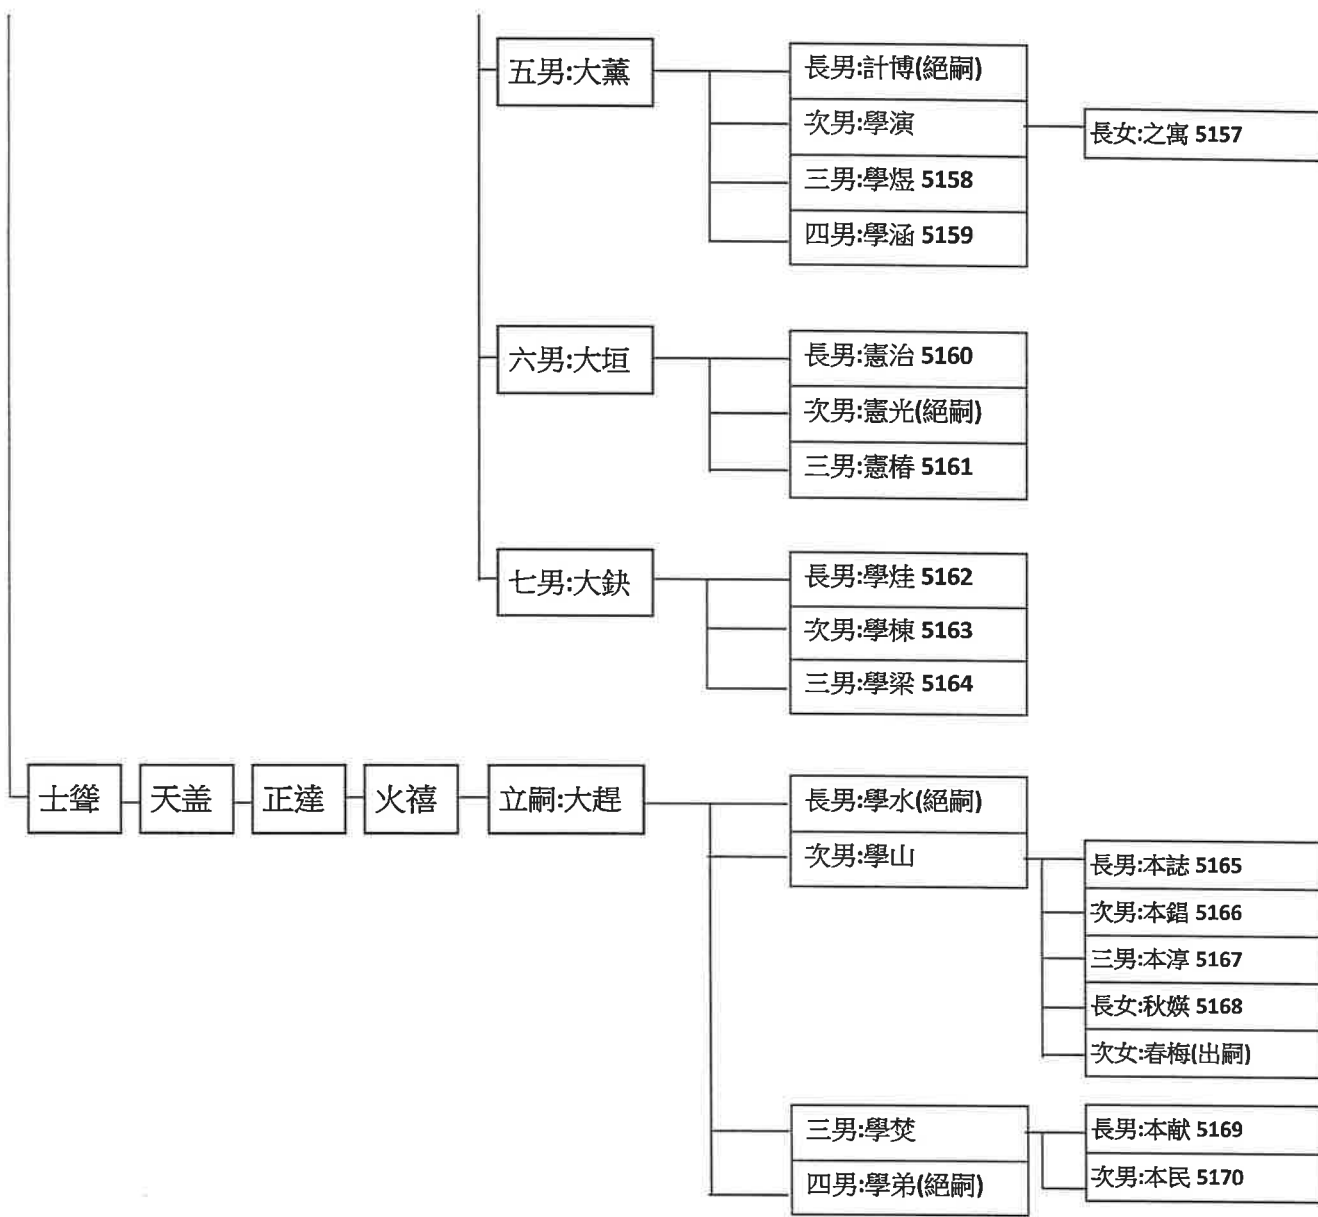 五男:大薰
長男:計博(絕嗣)
次男:學演
長女:之寓 5157
三男:學煜 5158
四男:學涵 5159
六男:大垣
長男:憲治 5160
次男:憲光(絕嗣)
三男:憲椿 5161
七男:大鈌
長男:學烓 5162
次男:學棟 5163
三男:學梁 5164
士聳
天盖
正達
火禧
立嗣:大趕
長男:學水(絕嗣)
次男:學山
長男:本誌 5165
次男:本錩 5166
三男:本淳 5167
長女:秋媖 5168
次女:春梅(出嗣)
三男:學焚
四男:學弟(絕嗣)
長男:本献 5169
次男:本民 5170